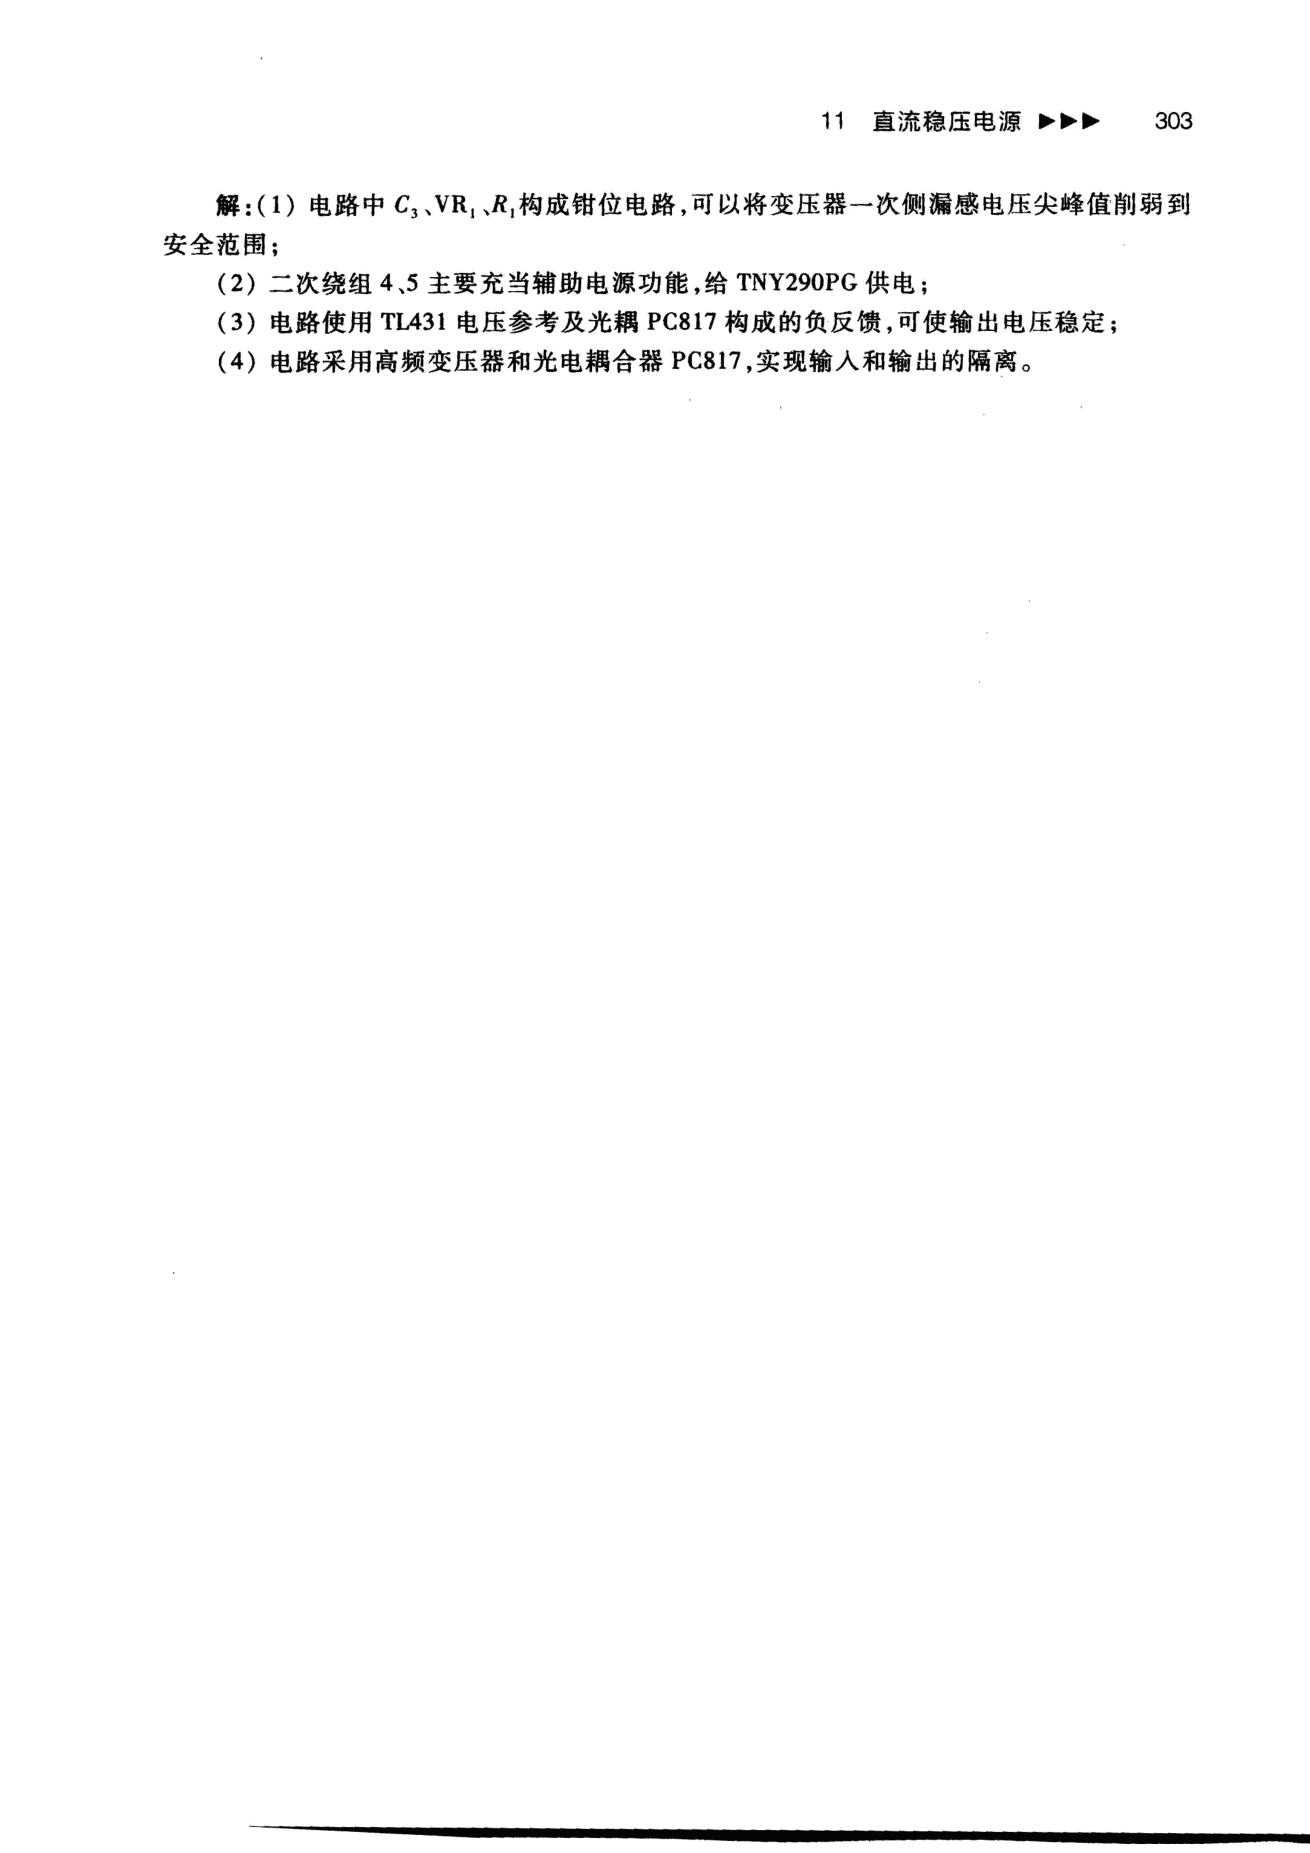 11 直流稳压电源 ▶▶▶ 303
解:(1) 电路中 C₃、VR₁、R₁构成钳位电路,可以将变压器一次侧漏感电压尖峰值削弱到
安全范围;
(2) 二次绕组 4、5 主要充当辅助电源功能,给 TNY290PG 供电;
(3) 电路使用 TL431 电压参考及光耦 PC817 构成的负反馈,可使输出电压稳定;
(4) 电路采用高频变压器和光电耦合器 PC817,实现输入和输出的隔离。